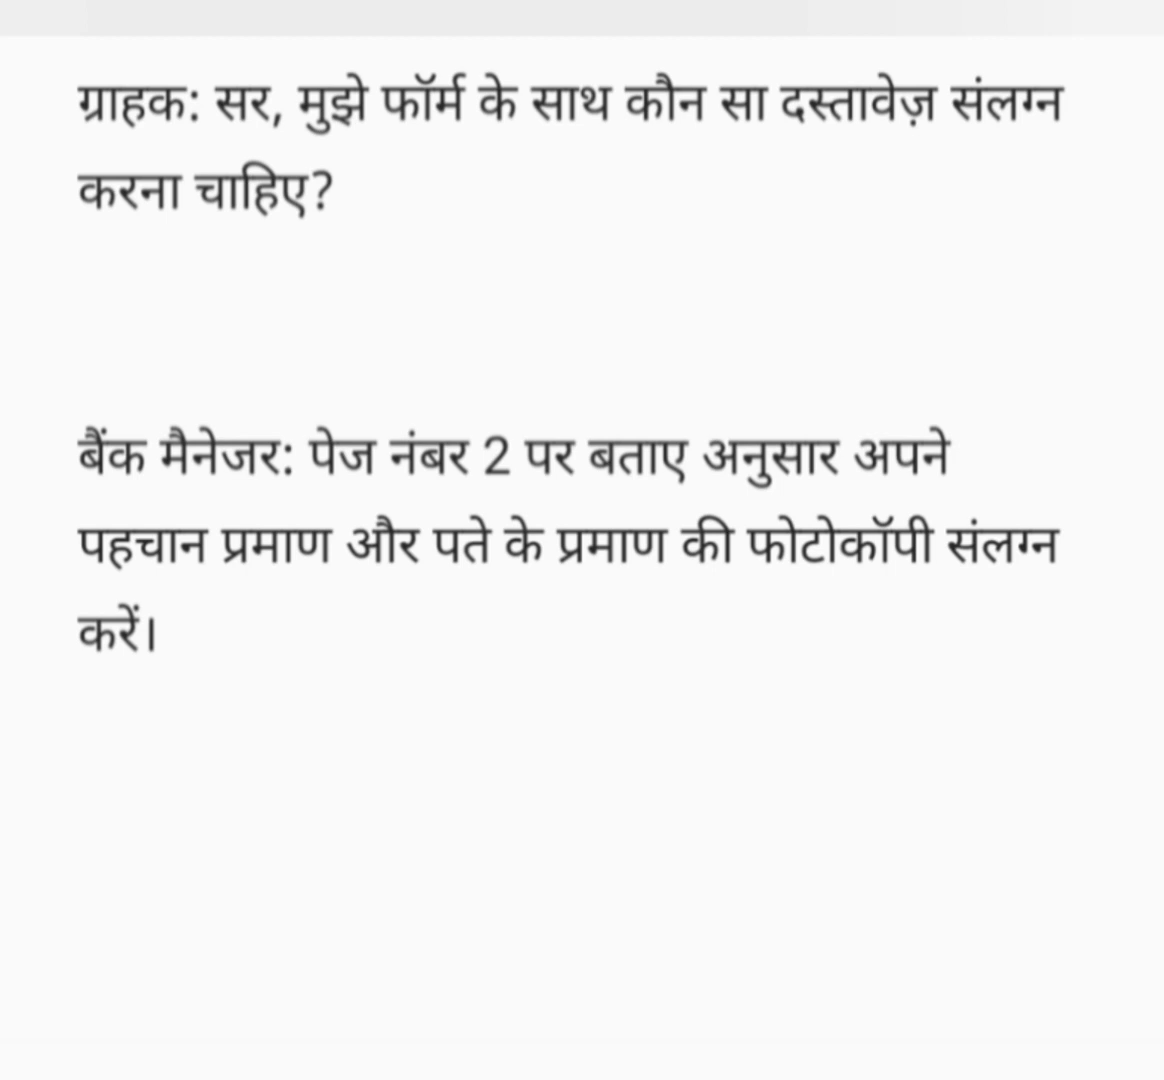 ग्राहक: सर, मुझे फॉर्म के साथ कौन सा दस्तावेज़ संलग्न
करना चाहिए?
बैंक मैनेजर: पेज नंबर 2 पर बताए अनुसार अपने
पहचान प्रमाण और पते के प्रमाण की फोटोकॉपी संलग्न
करें।